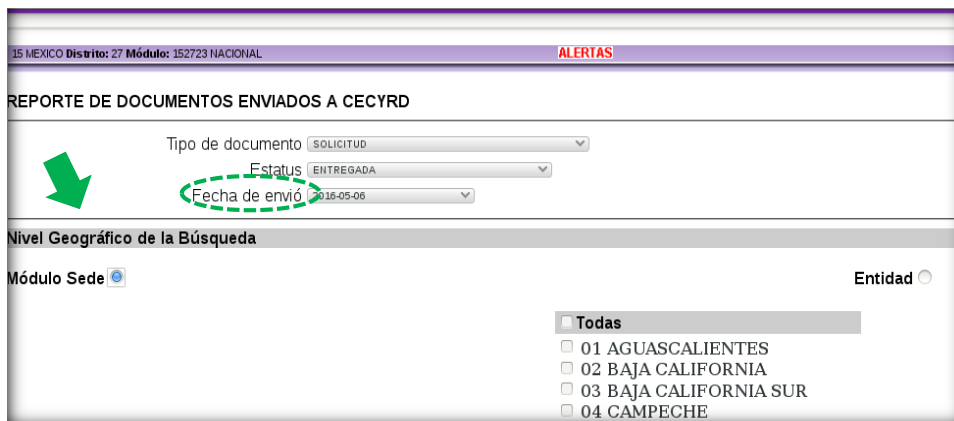 15 MEXICO Distrito: 27 Módulo: 152723 NACIONAL ALERTAS
REPORTE DE DOCUMENTOS ENVIADOS A CECYRD
Tipo de documento SOLICITUD
Estatus ENTREGADA
Fecha de envió 2016-05-06
Nivel Geográfico de la Búsqueda
Módulo Sede Entidad
Todas
01 AGUASCALIENTES
02 BAJA CALIFORNIA
03 BAJA CALIFORNIA SUR
04 CAMPECHE